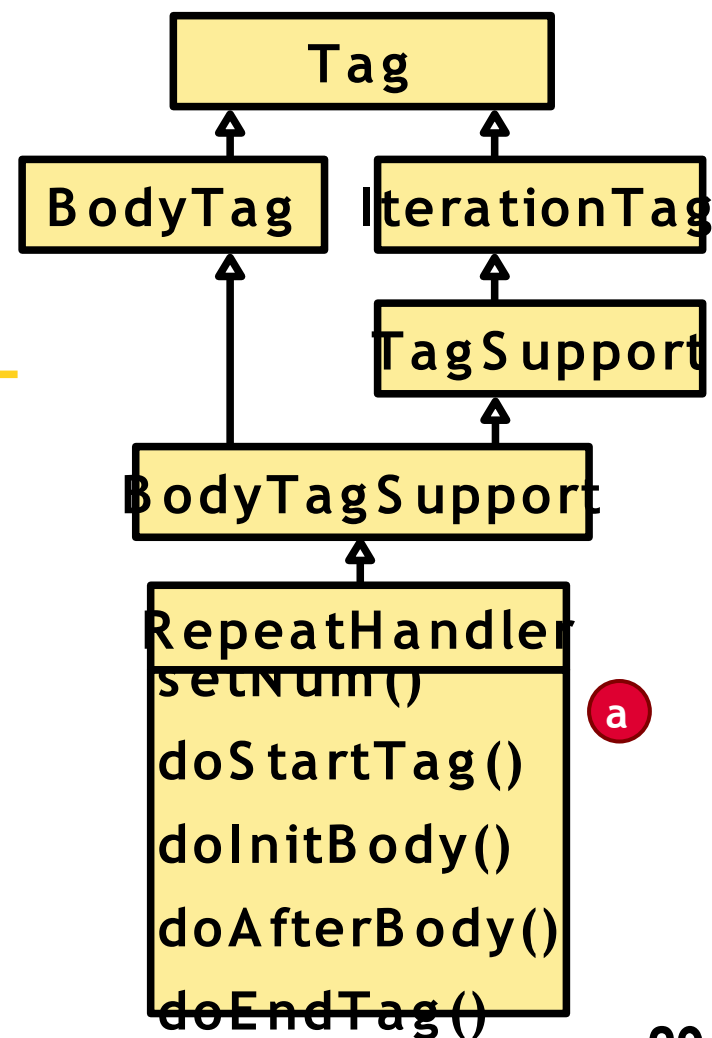 Tag
BodyTag IterationTag
TagSupport
BodyTagSupport
RepeatHandler
setNum()
a
doStartTag()
doInitBody()
doAfterBody()
doEndTag()